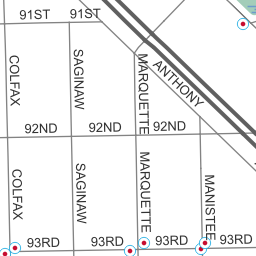 91ST
91ST
COLFAX
SAGINAW
MARQUETTE
ANTHONY
92ND
92ND
92ND
COLFAX
SAGINAW
MARQUETTE
MANISTEE
93RD
93RD
93RD
93RD